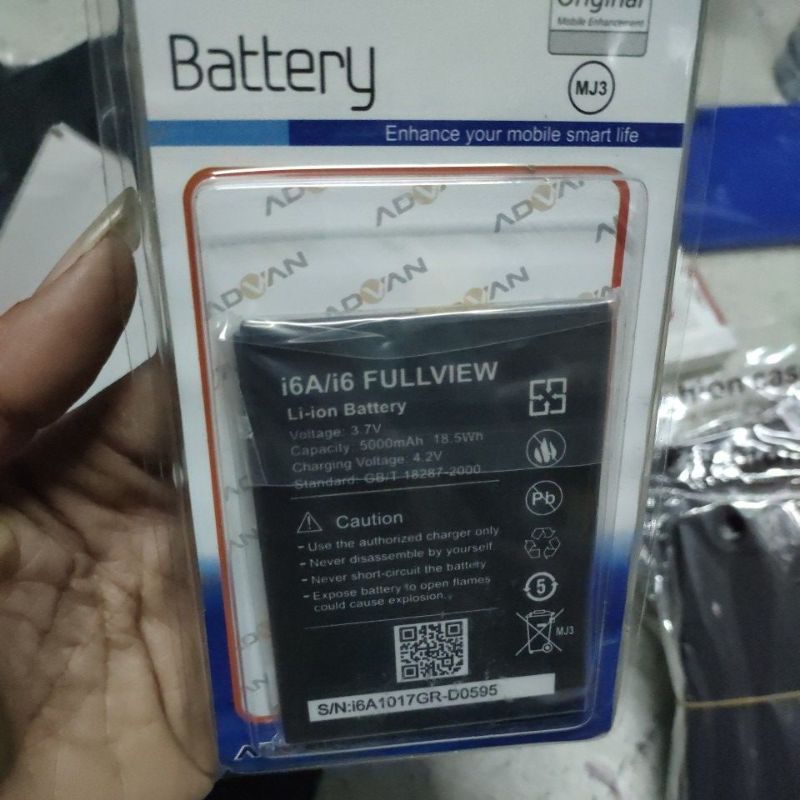 Original
Mobile Enhancement
Battery
MJ3
Enhance your mobile smart life
ADVAN
ADVAN
ADVAN
ADVAN
ADVAN
i6A/i6 FULLVIEW
Li-ion Battery
Voltage: 3.7V
Capacity: 5000mAh 18.5Wh
Charging Voltage: 4.2V
Standard: GB/T 18287-2000
Caution
- Use the authorized charger only
- Never disassemble by yourself
- Never short-circuit the battery
- Expose battery to open flames
could cause explosion.
Pb
5
MJ3
S/N:i6A1017GR-D0595